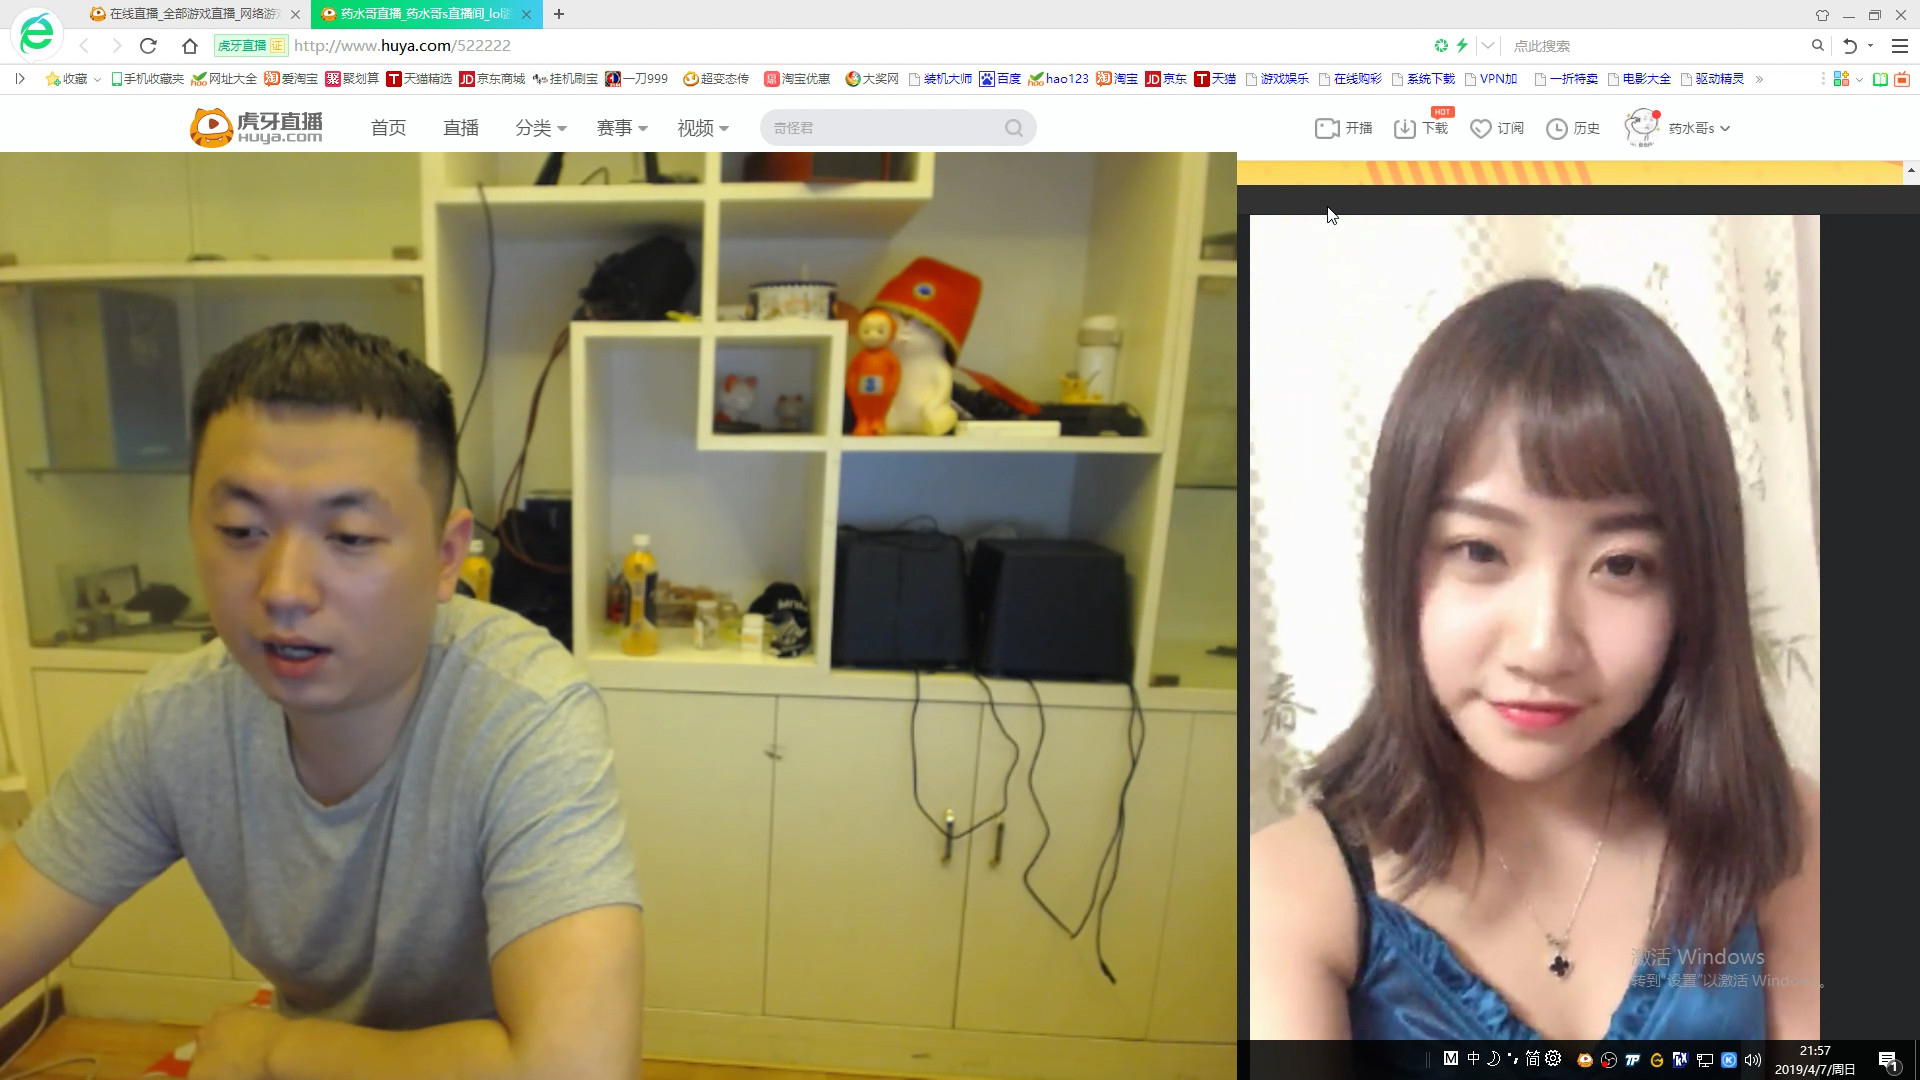 在线直播_全部游戏直播_网络游
药水哥直播_药水哥s直播间_lol
虎牙直播 证 http://www.huya.com/522222 点此搜索
收藏 手机收藏夹 网址大全 爱淘宝 聚划算 天猫精选 京东商城 挂机刷宝 一刀999 超变态传 淘宝优惠 大奖网 装机大师 百度 hao123 淘宝 京东 天猫 游戏娱乐 在线购彩 系统下载 VPN加 一折特卖 电影大全 驱动精灵
虎牙直播
HUYA.com
首页 直播 分类 赛事 视频 奇怪君 开播 下载 HOT 订阅 历史 药水哥s
春
激活 Windows
转到"设置"以激活 Windows。
中 简
21:57
2019/4/7/周日
1